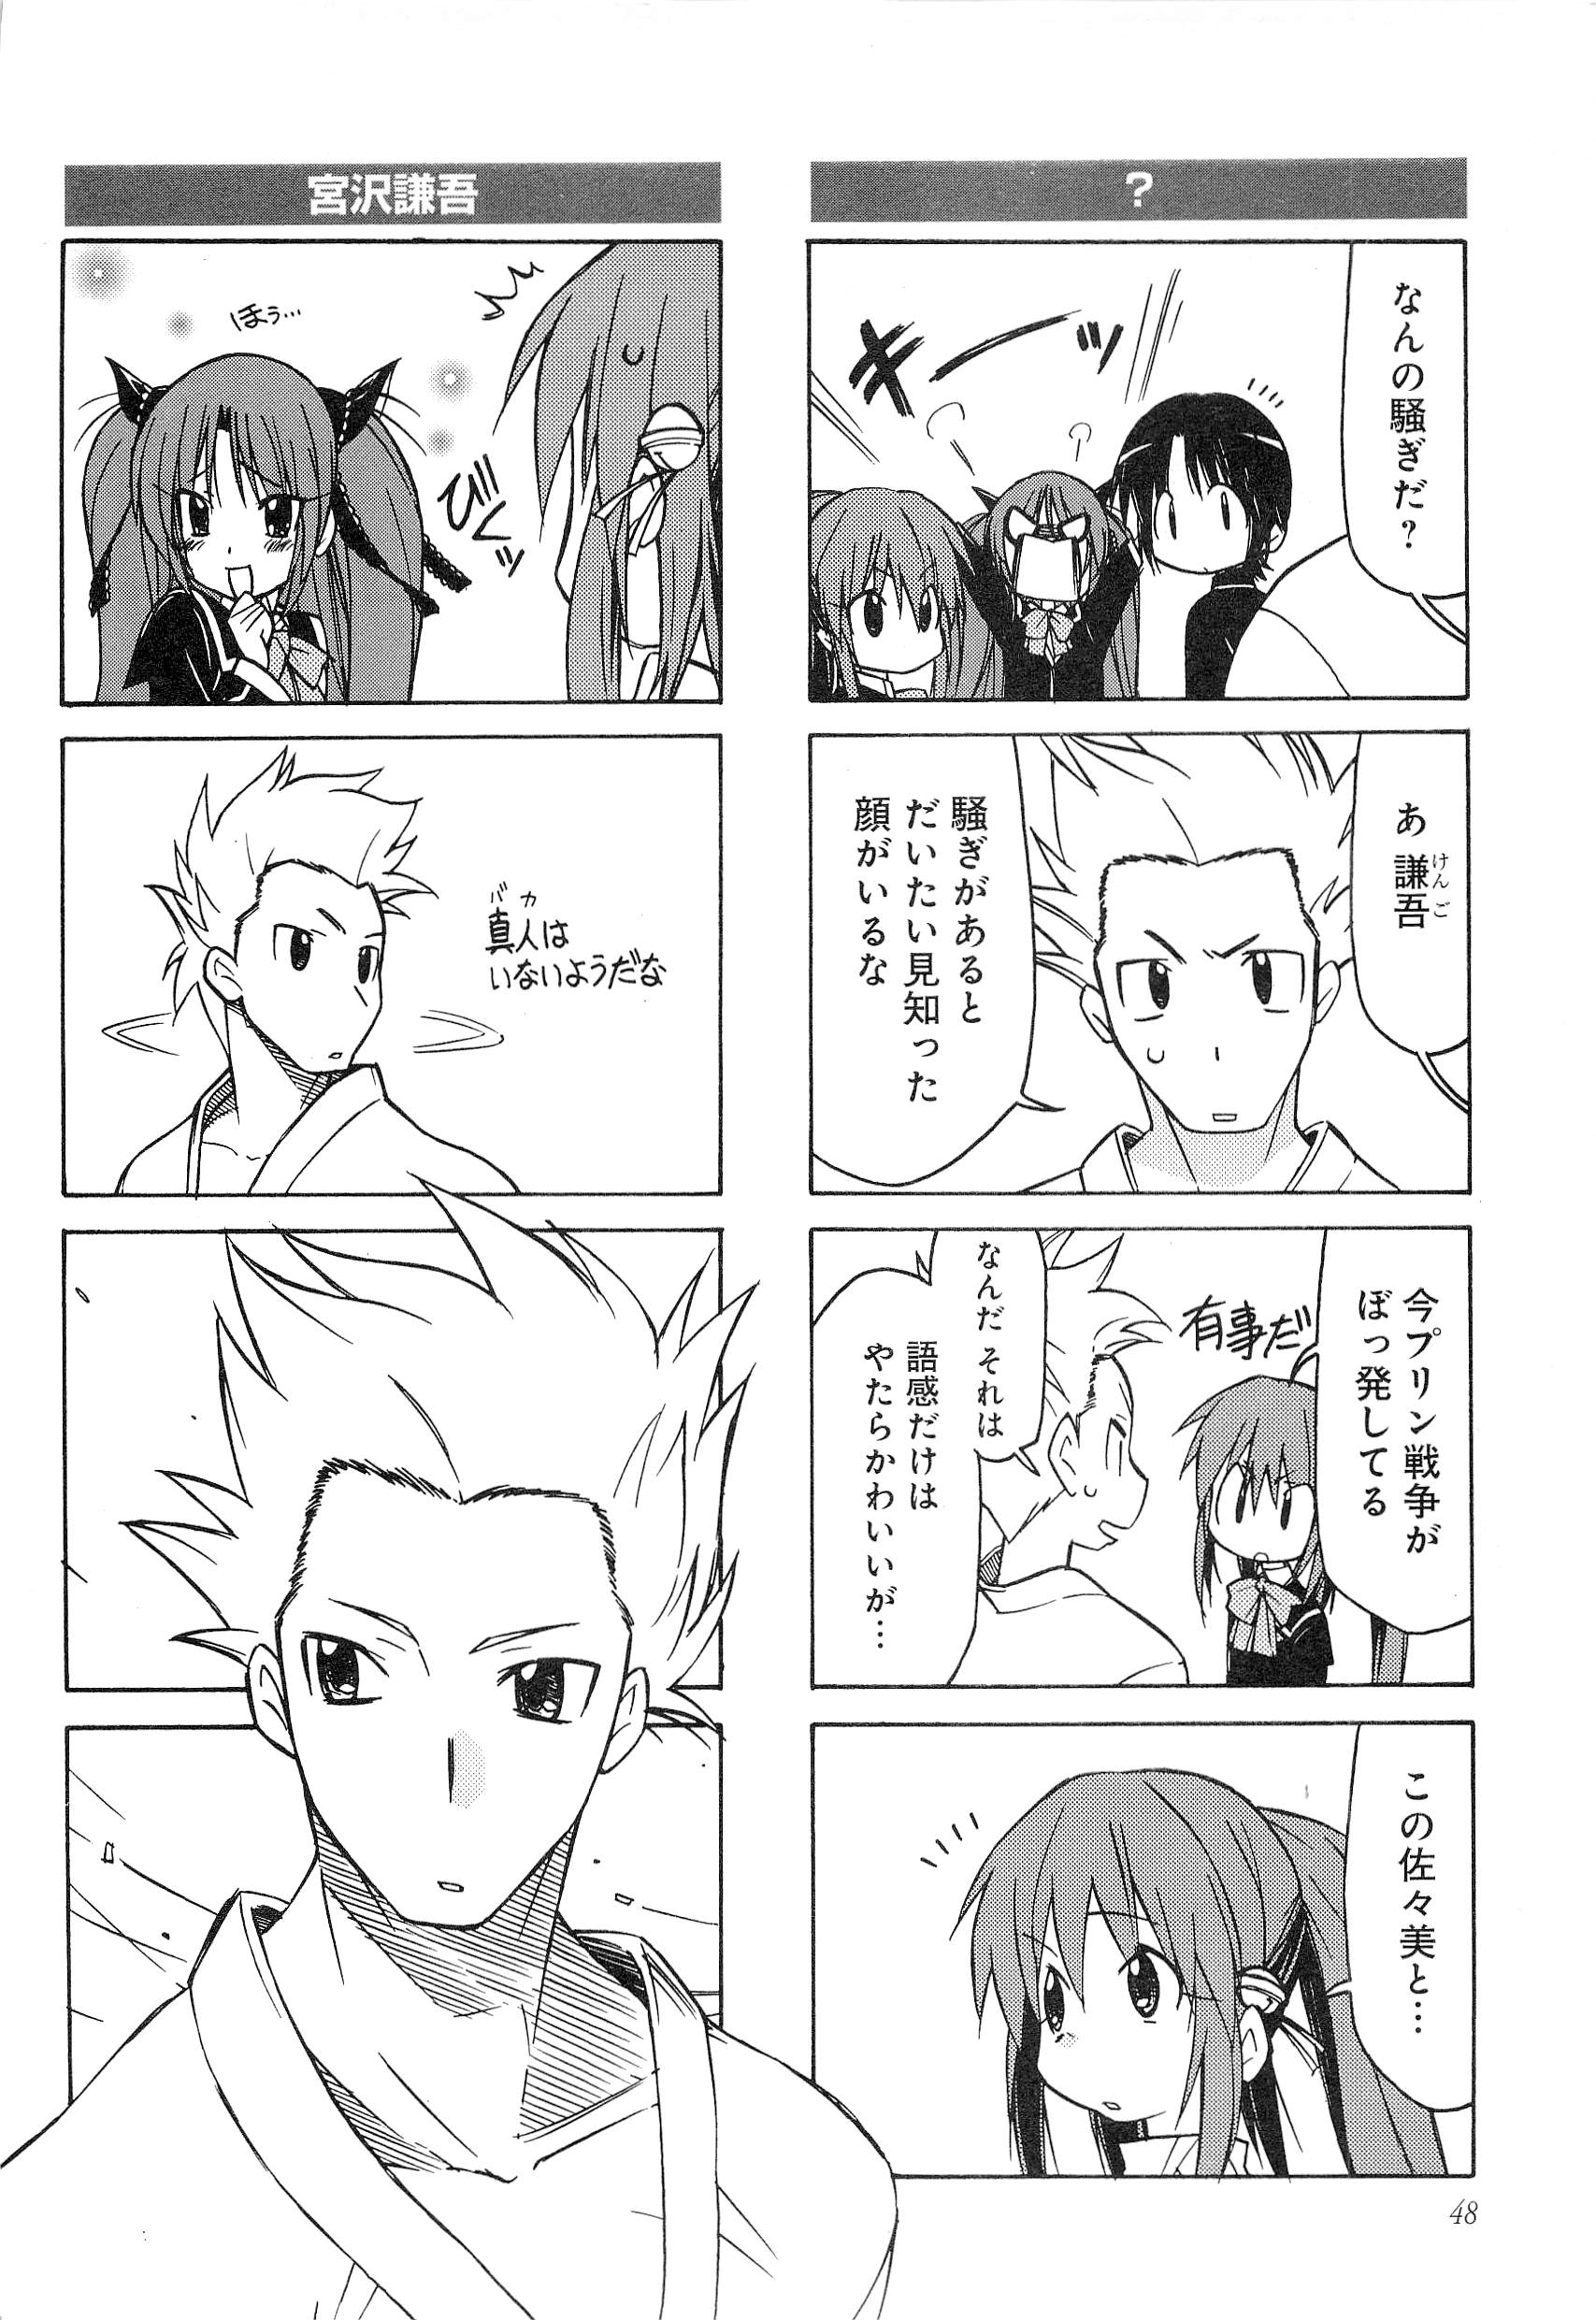 ?
なんの騒ぎだ?
キーッ
あ 謙吾
けんご
騒ぎがあると
だいたい見知った
顔がいるな
今プリン戦争が
ぼっ発してる
有事だ
なんだ それは
語感だけは
やたらかわいいが…
この佐々美と…
宮沢謙吾
ほぅ…
びくッ
バカ
真人は
いないようだな
48